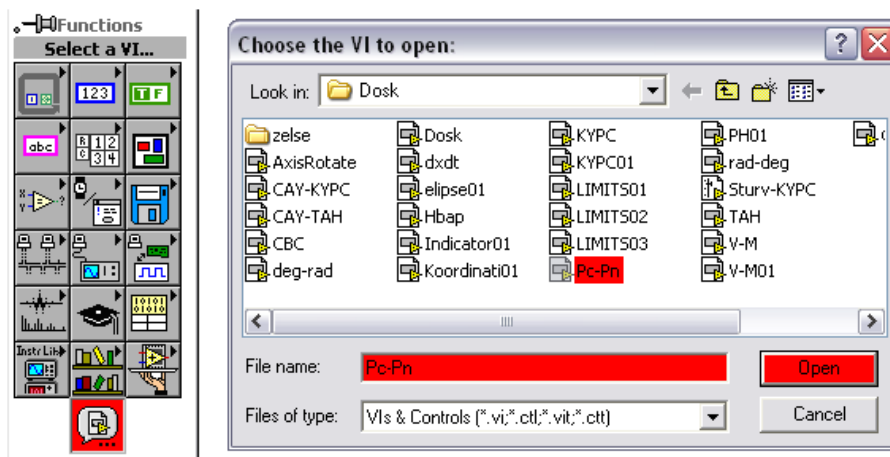 Functions
Select a VI...
123
TF
abc
Instr Lib
Choose the VI to open:
Look in: Dosk
zelse
AxisRotate
CAY-KYPC
CAY-TAH
CBC
deg-rad
Dosk
dxdt
elipse01
Hbap
Indicator01
Koordinati01
KYPC
KYPC01
LIMITS01
LIMITS02
LIMITS03
Pc-Pn
PH01
rad-deg
Sturv-KYPC
TAH
V-M
V-M01
File name: Pc-Pn Open
Files of type: VIs & Controls (*.vi;*.ctl;*.vit;*.ctt) Cancel